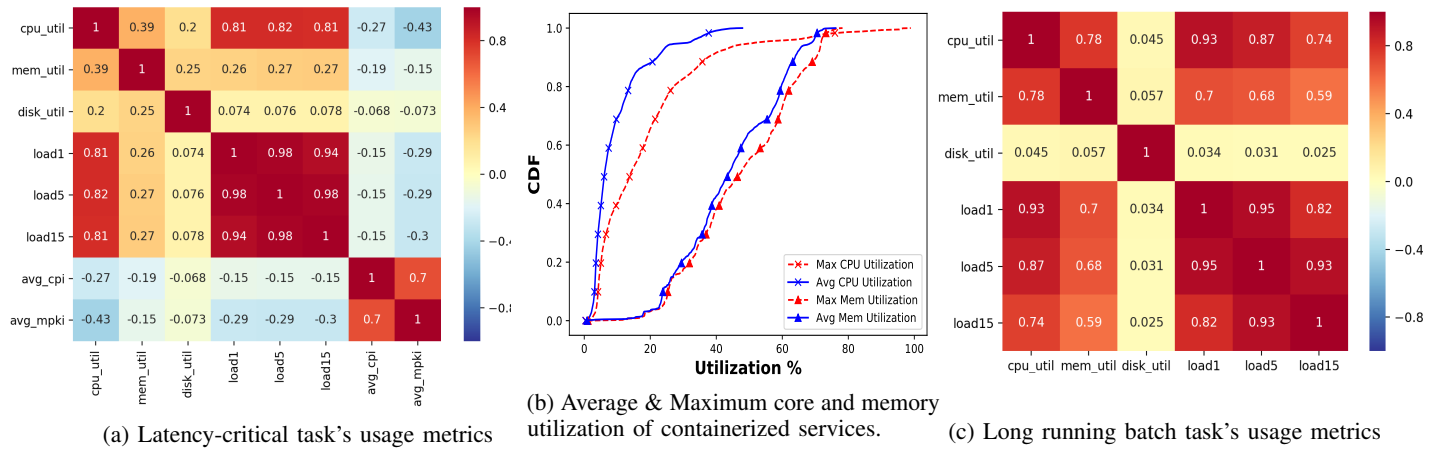 cpu_util 1 0.39 0.2 0.81 0.82 0.81 -0.27 -0.43
mem_util 0.39 1 0.25 0.26 0.27 0.27 -0.19 -0.15
disk_util 0.2 0.25 1 0.074 0.076 0.078 -0.068 -0.073
load1 0.81 0.26 0.074 1 0.98 0.94 -0.15 -0.29
load5 0.82 0.27 0.076 0.98 1 0.98 -0.15 -0.29
load15 0.81 0.27 0.078 0.94 0.98 1 -0.15 -0.3
avg_cpi -0.27 -0.19 -0.068 -0.15 -0.15 -0.15 1 0.7
avg_mpki -0.43 -0.15 -0.073 -0.29 -0.29 -0.3 0.7 1
cpu_util mem_util disk_util load1 load5 load15 avg_cpi avg_mpki
0.8
0.4
0.0
(a) Latency-critical task's usage metrics
CDF
1.0
0.8
0.6
0.4
0.2
0.0
Max CPU Utilization
Avg CPU Utilization
Max Mem Utilization
Avg Mem Utilization
0 20 40 60 80 100
Utilization %
(b) Average & Maximum core and memory
utilization of containerized services.
cpu_util 1 0.78 0.045 0.93 0.87 0.74
mem_util 0.78 1 0.057 0.7 0.68 0.59
disk_util 0.045 0.057 1 0.034 0.031 0.025
load1 0.93 0.7 0.034 1 0.95 0.82
load5 0.87 0.68 0.031 0.95 1 0.93
load15 0.74 0.59 0.025 0.82 0.93 1
cpu_util mem_util disk_util load1 load5 load15
0.8
0.4
0.0
−0.4
−0.8
(c) Long running batch task's usage metrics